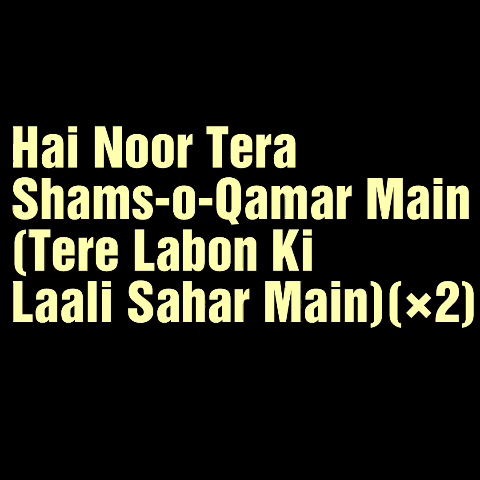 Hai Noor Tera
Shams-o-Qamar Main
(Tere Labon Ki
Laali Sahar Main)(×2)